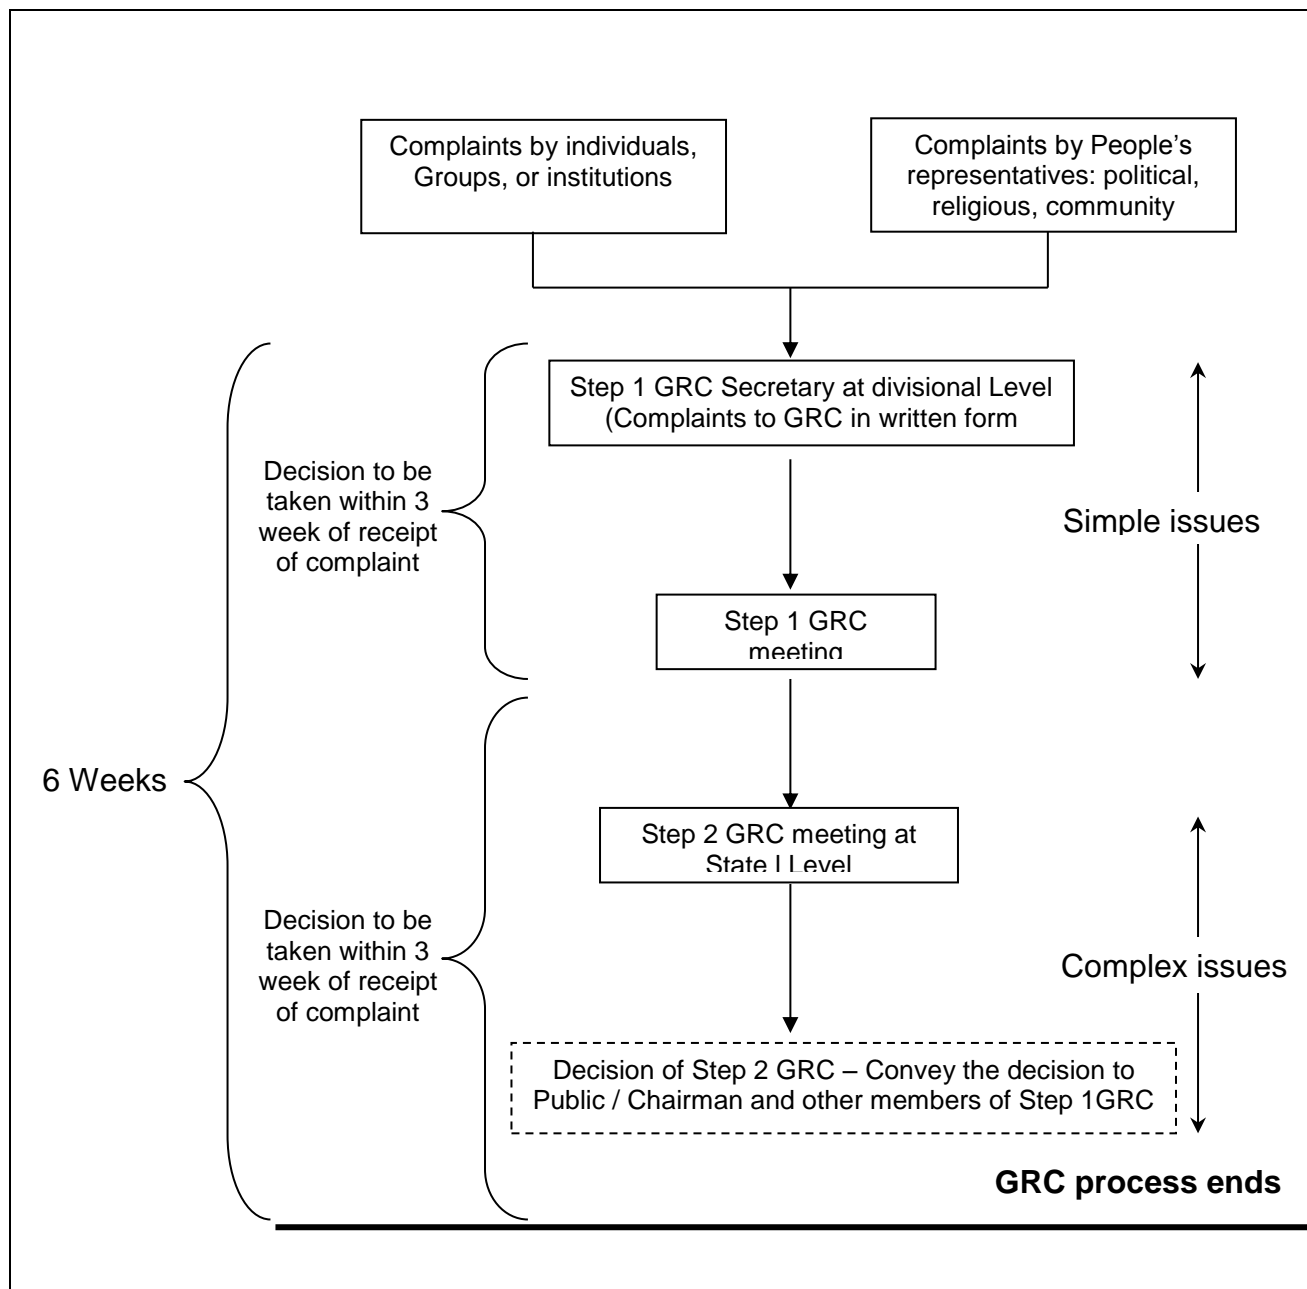 Complaints by individuals,
Groups, or institutions
Complaints by People’s
representatives: political,
religious, community
Step 1 GRC Secretary at divisional Level
(Complaints to GRC in written form
Decision to be
taken within 3
week of receipt
of complaint
Simple issues
Step 1 GRC
meeting
6 Weeks
Step 2 GRC meeting at
State l Level
Decision to be
taken within 3
week of receipt
of complaint
Complex issues
Decision of Step 2 GRC – Convey the decision to
Public / Chairman and other members of Step 1GRC
GRC process ends